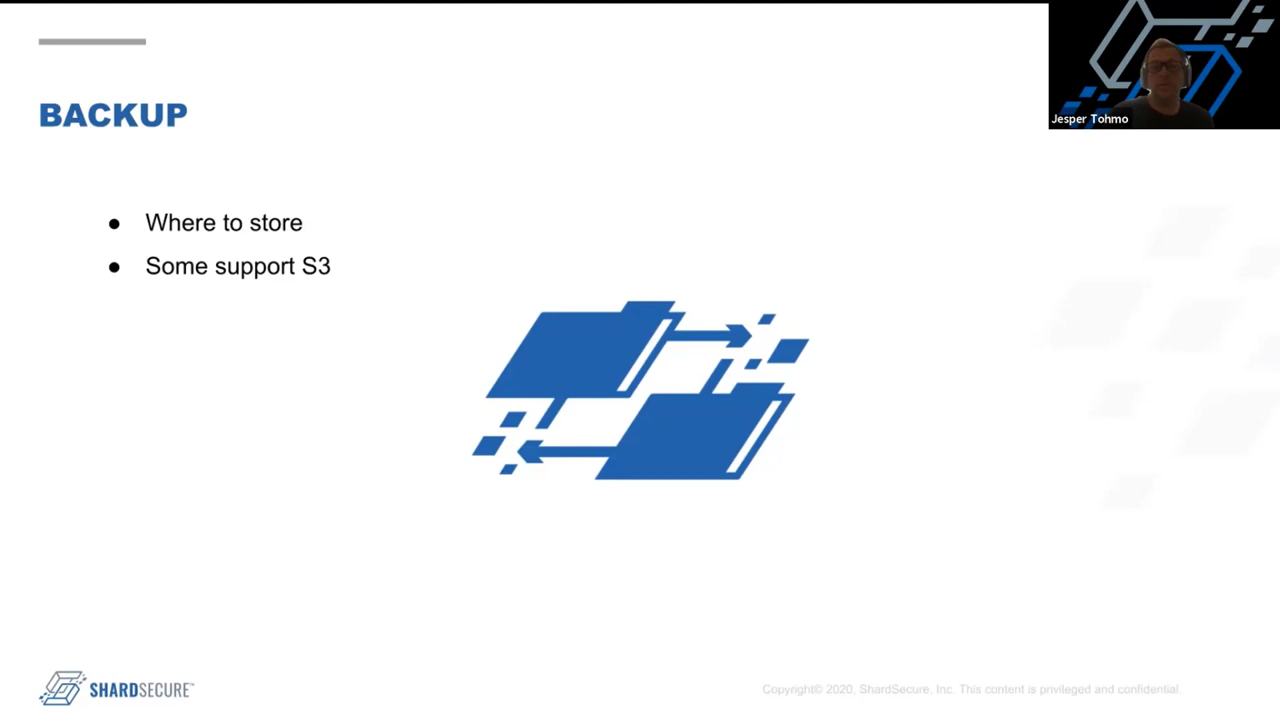 Jesper Tohmo
BACKUP
● Where to store
● Some support S3
SHARDSECURE™
Copyright© 2020, ShardSecure, Inc. This content is privileged and confidential.